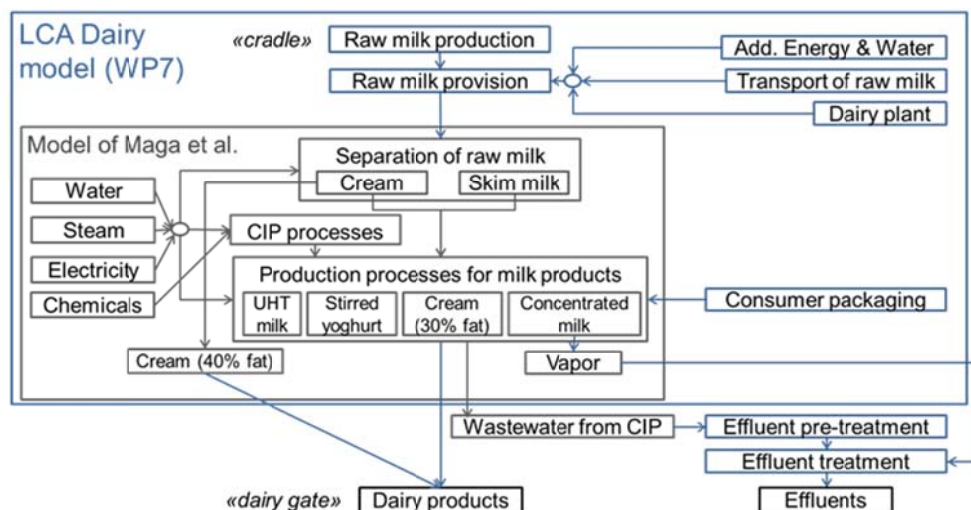 LCA Dairy
model (WP7)
«cradle»
Raw milk production
Raw milk provision
Add. Energy & Water
Transport of raw milk
Dairy plant
Model of Maga et al.
Separation of raw milk
Cream
Skim milk
Water
Steam
Electricity
Chemicals
CIP processes
Production processes for milk products
UHT
milk
Stirred
yoghurt
Cream
(30% fat)
Concentrated
milk
Consumer packaging
Cream (40% fat)
Vapor
Wastewater from CIP
Effluent pre-treatment
Effluent treatment
«dairy gate»
Dairy products
Effluents